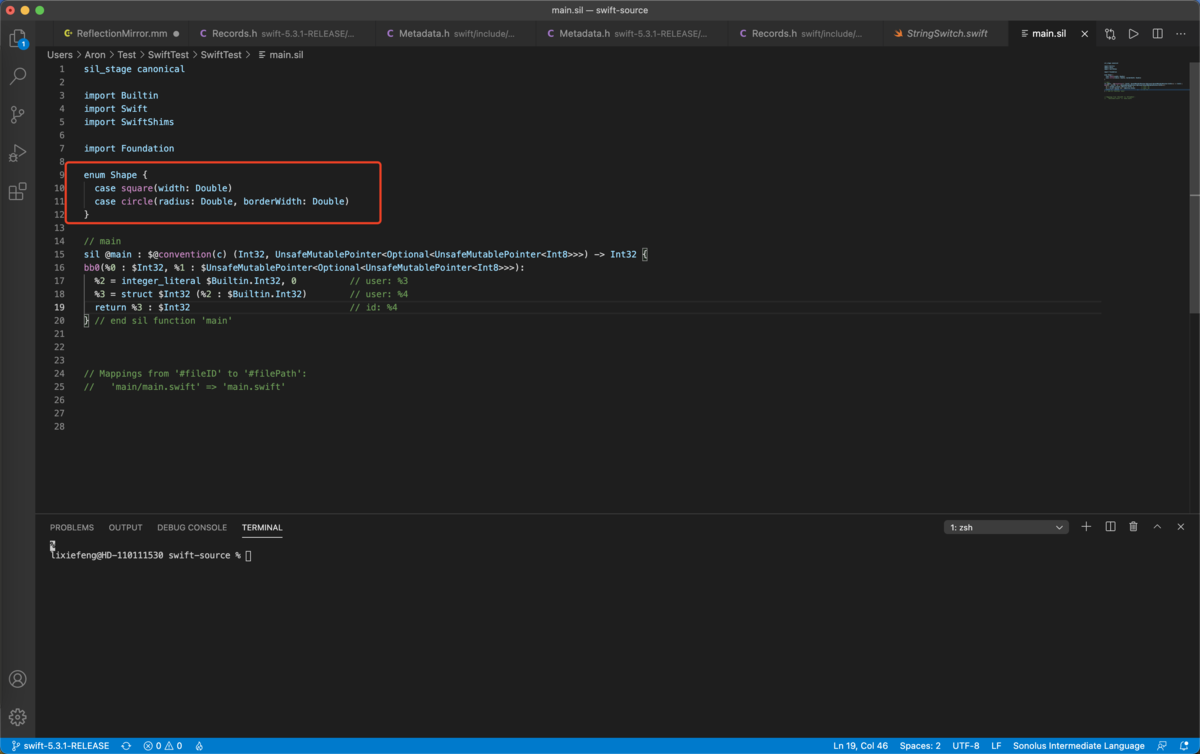 main.sil — swift-source
ReflectionMirror.mm
C Records.h swift-5.3.1-RELEASE/...
C Metadata.h swift/include/...
C Metadata.h swift-5.3.1-RELEASE/...
C Records.h swift/include/...
StringSwitch.swift
main.sil
1
Users > Aron > Test > SwiftTest > SwiftTest > main.sil
1 sil_stage canonical
2
3 import Builtin
4 import Swift
5 import SwiftShims
6
7 import Foundation
8
9 enum Shape {
10 case square(width: Double)
11 case circle(radius: Double, borderWidth: Double)
12 }
13
14 // main
15 sil @main : $@convention(c) (Int32, UnsafeMutablePointer<Optional<UnsafeMutablePointer<Int8>>>) -> Int32 {
16 bb0(%0 : $Int32, %1 : $UnsafeMutablePointer<Optional<UnsafeMutablePointer<Int8>>>):
17 %2 = integer_literal $Builtin.Int32, 0 // user: %3
18 %3 = struct $Int32 (%2 : $Builtin.Int32) // user: %4
19 return %3 : $Int32 // id: %4
20 } // end sil function 'main'
21
22
23
24 // Mappings from '#fileID' to '#filePath':
25 // 'main/main.swift' => 'main.swift'
26
27
28
PROBLEMS OUTPUT DEBUG CONSOLE TERMINAL
1: zsh
lixiefeng@HD-110111530 swift-source %
swift-5.3.1-RELEASE 0 0
Ln 19, Col 46 Spaces: 2 UTF-8 LF Sonolus Intermediate Language